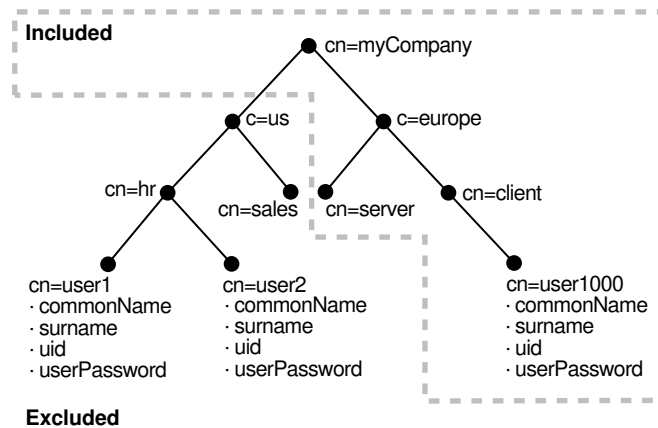 Included
cn=myCompany
c=us
c=europe
cn=hr
cn=sales
cn=server
cn=client
cn=user1
· commonName
· surname
· uid
· userPassword
cn=user2
· commonName
· surname
· uid
· userPassword
cn=user1000
· commonName
· surname
· uid
· userPassword
Excluded